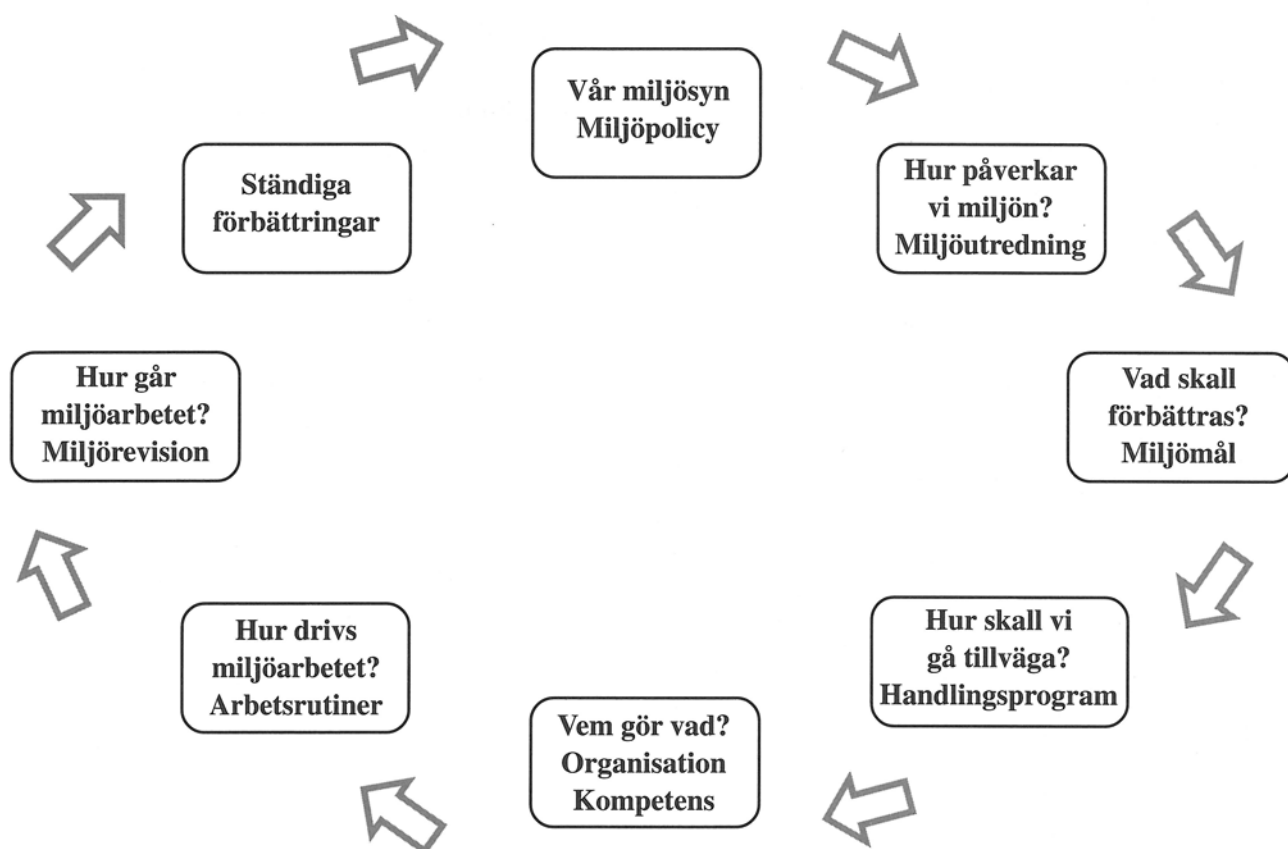 Vår miljösyn
Miljöpolicy
Hur påverkar
vi miljön?
Miljöutredning
Vad skall
förbättras?
Miljömål
Hur skall vi
gå tillväga?
Handlingsprogram
Vem gör vad?
Organisation
Kompetens
Hur drivs
miljöarbetet?
Arbetsrutiner
Hur går
miljöarbetet?
Miljörevision
Ständiga
förbättringar